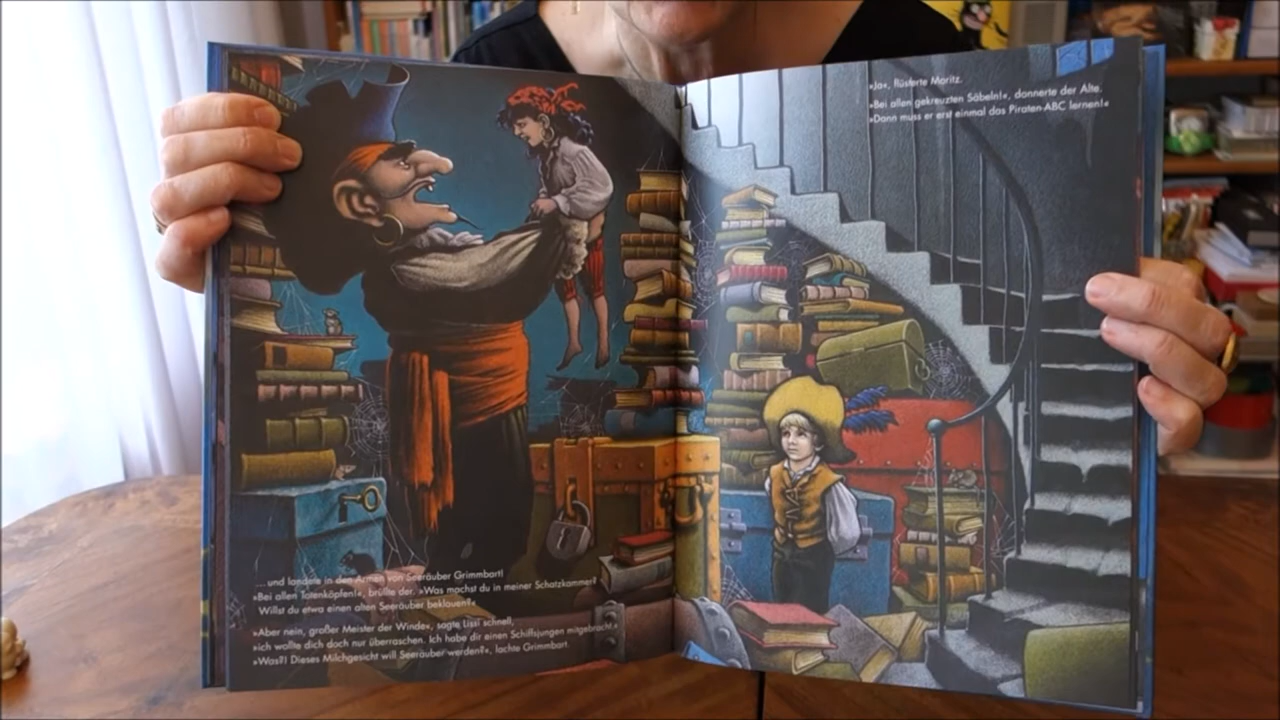 ... und landete in den Armen von Seeräuber Grimmbart!
»Bei allen Totenköpfen!«, brüllte der. »Was machst du in meiner Schatzkammer?
Willst du etwa einen alten Seeräuber beklauen?«
»Aber nein, großer Meister der Winde«, sagte Lissi schnell,
»ich wollte dich doch nur überraschen. Ich habe dir einen Schiffsjungen mitgebracht.«
»Was?! Dieses Milchgesicht will Seeräuber werden?«, lachte Grimmbart.
»Ja«, flüsterte Moritz.
»Bei allen gekreuzten Säbeln!«, donnerte der Alte.
»Dann muss er erst einmal das Piraten-ABC lernen!«